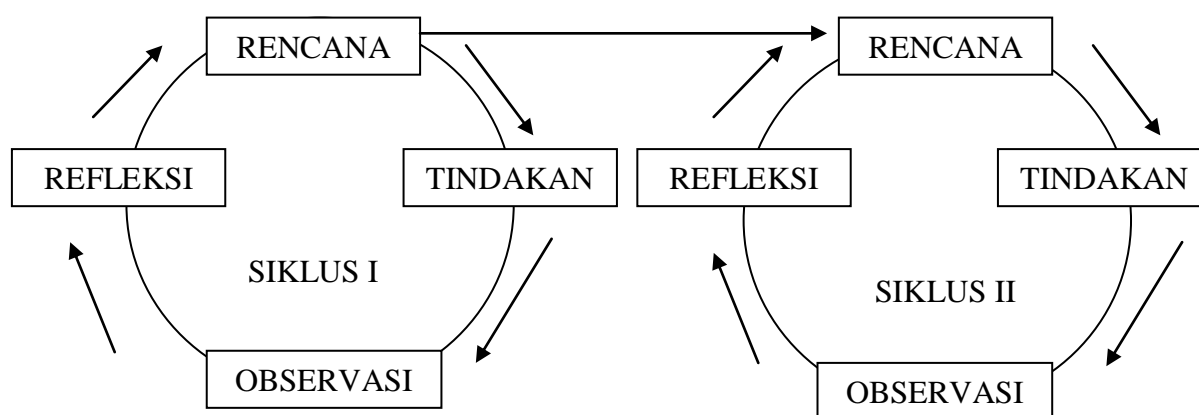 RENCANA
REFLEKSI
TINDAKAN
SIKLUS I
OBSERVASI
RENCANA
REFLEKSI
TINDAKAN
SIKLUS II
OBSERVASI